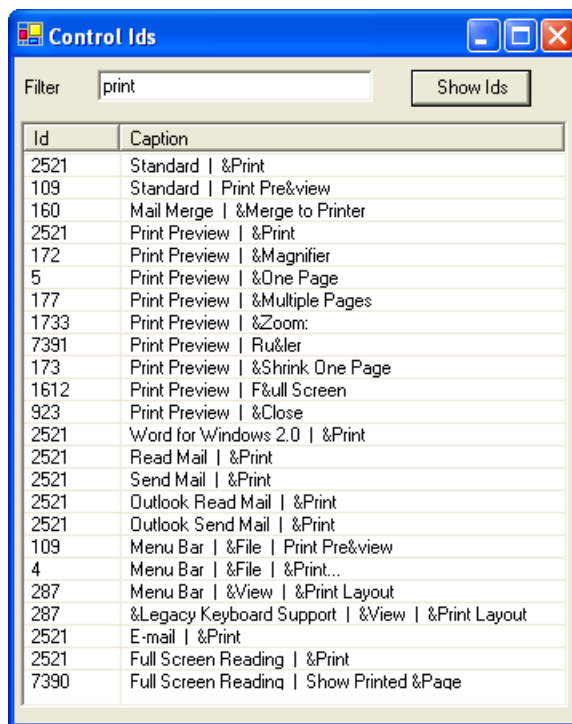 Control Ids
Filter print Show Ids
Id Caption
2521 Standard | &Print
109 Standard | Print Pre&view
160 Mail Merge | &Merge to Printer
2521 Print Preview | &Print
172 Print Preview | &Magnifier
5 Print Preview | &One Page
177 Print Preview | &Multiple Pages
1733 Print Preview | &Zoom:
7391 Print Preview | Ru&ler
173 Print Preview | &Shrink One Page
1612 Print Preview | F&ull Screen
923 Print Preview | &Close
2521 Word for Windows 2.0 | &Print
2521 Read Mail | &Print
2521 Send Mail | &Print
2521 Outlook Read Mail | &Print
2521 Outlook Send Mail | &Print
109 Menu Bar | &File | Print Pre&view
4 Menu Bar | &File | &Print...
287 Menu Bar | &View | &Print Layout
287 &Legacy Keyboard Support | &View | &Print Layout
2521 E-mail | &Print
2521 Full Screen Reading | &Print
7390 Full Screen Reading | Show Printed &Page